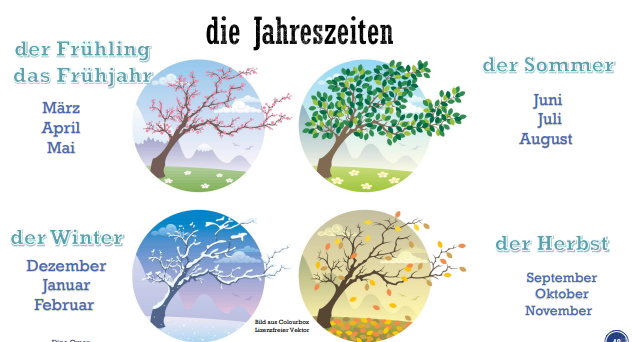 die Jahreszeiten
der Frühling
das Frühjahr
März
April
Mai
der Sommer
Juni
Juli
August
der Winter
Dezember
Januar
Februar
der Herbst
September
Oktober
November
Bild aus Colourbox
Lizenzfreier Vektor